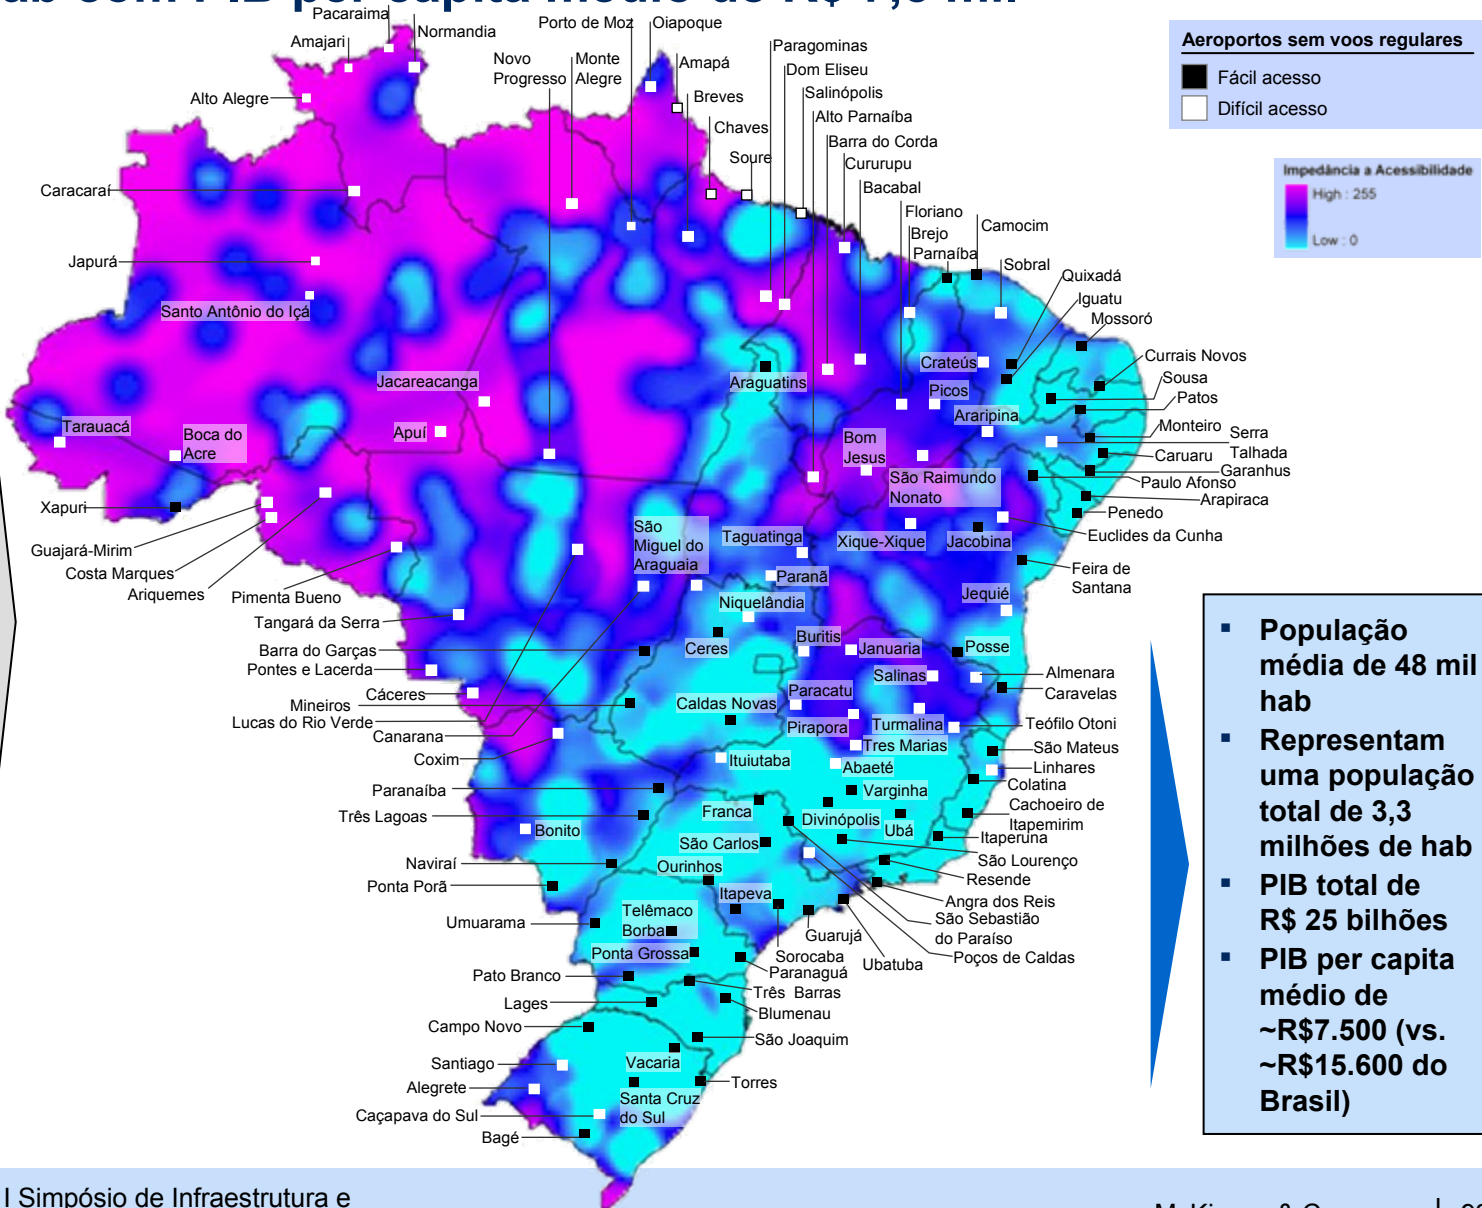 Pacaraima
Amajari
Normandia
Porto de Moz
Oiapoque
Novo
Progresso
Monte
Alegre
Paragominas
Amapá
Dom Eliseu
Alto Alegre
Breves
Salinópolis
Alto Parnaíba
Chaves
Barra do Corda
Soure
Cururupu
Caracaraí
Bacabal
Floriano
Brejo
Camocim
Parnaíba
Japurá
Sobral
Quixadá
Santo Antônio do Içá
Iguatu
Mossoró
Currais Novos
Crateús
Jacareacanga
Araguatins
Sousa
Picos
Patos
Araripina
Tarauacá
Monteiro
Apuí
Boca do
Acre
Bom
Jesus
Serra
Talhada
Caruaru
Garanhus
São Raimundo
Nonato
Paulo Afonso
Arapiraca
Xapuri
Penedo
São
Miguel do
Araguaia
Taguatinga
Xique-Xique
Jacobina
Euclides da Cunha
Guajará-Mirim
Costa Marques
Paranã
Feira de
Santana
Ariquemes
Pimenta Bueno
Niquelândia
Jequié
Tangará da Serra
Barra do Garças
Ceres
Buritis
Januaria
Posse
Pontes e Lacerda
Salinas
Almenara
Cáceres
Paracatu
Caravelas
Mineiros
Caldas Novas
Lucas do Rio Verde
Pirapora
Turmalina
Teófilo Otoni
Canarana
Tres Marias
São Mateus
Coxim
Ituiutaba
Abaeté
Linhares
Colatina
Paranaíba
Varginha
Cachoeiro de
Itapemirim
Três Lagoas
Franca
Divinópolis
Ubá
Bonito
Itaperuna
São Carlos
Naviraí
Ourinhos
São Lourenço
Resende
Ponta Porã
Itapeva
Angra dos Reis
Umuarama
Telêmaco
Borba
São Sebastião
do Paraíso
Guarujá
Ponta Grossa
Sorocaba
Poços de Caldas
Ubatuba
Pato Branco
Paranaguá
Três Barras
Lages
Blumenau
Campo Novo
São Joaquim
Santiago
Vacaria
Alegrete
Torres
Santa Cruz
do Sul
Caçapava do Sul
Bagé
Aeroportos sem voos regulares
Fácil acesso
Difícil acesso
Impedância a Acessibilidade
High : 255
Low : 0
▪ População
média de 48 mil
hab
▪ Representam
uma população
total de 3,3
milhões de hab
▪ PIB total de
R$ 25 bilhões
▪ PIB per capita
médio de
~R$7.500 (vs.
~R$15.600 do
Brasil)
I Simpósio de Infraestrutura e